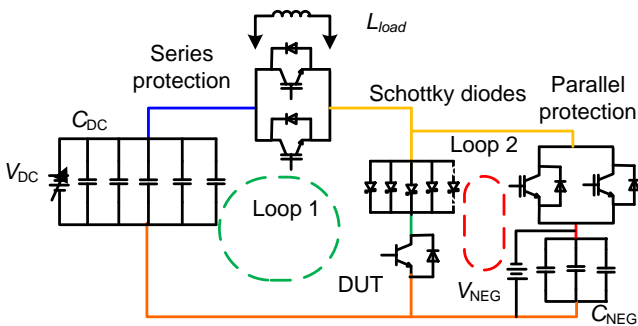 L_load
Series
protection
Schottky diodes
Parallel
protection
C_DC
Loop 2
V_DC
Loop 1
DUT
V_NEG
C_NEG